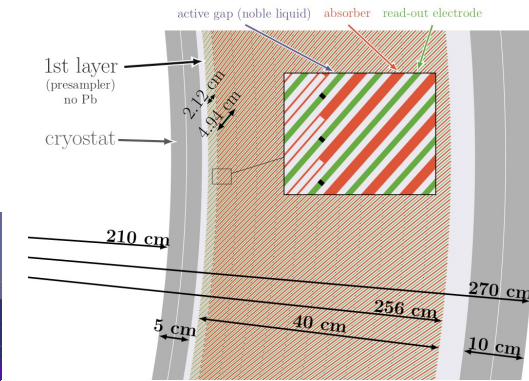 active gap (noble liquid) absorber read-out electrode
1st layer
(presampler)
no Pb
cryostat
2.12 cm
4.94 cm
210 cm
270 cm
256 cm
40 cm
5 cm
10 cm